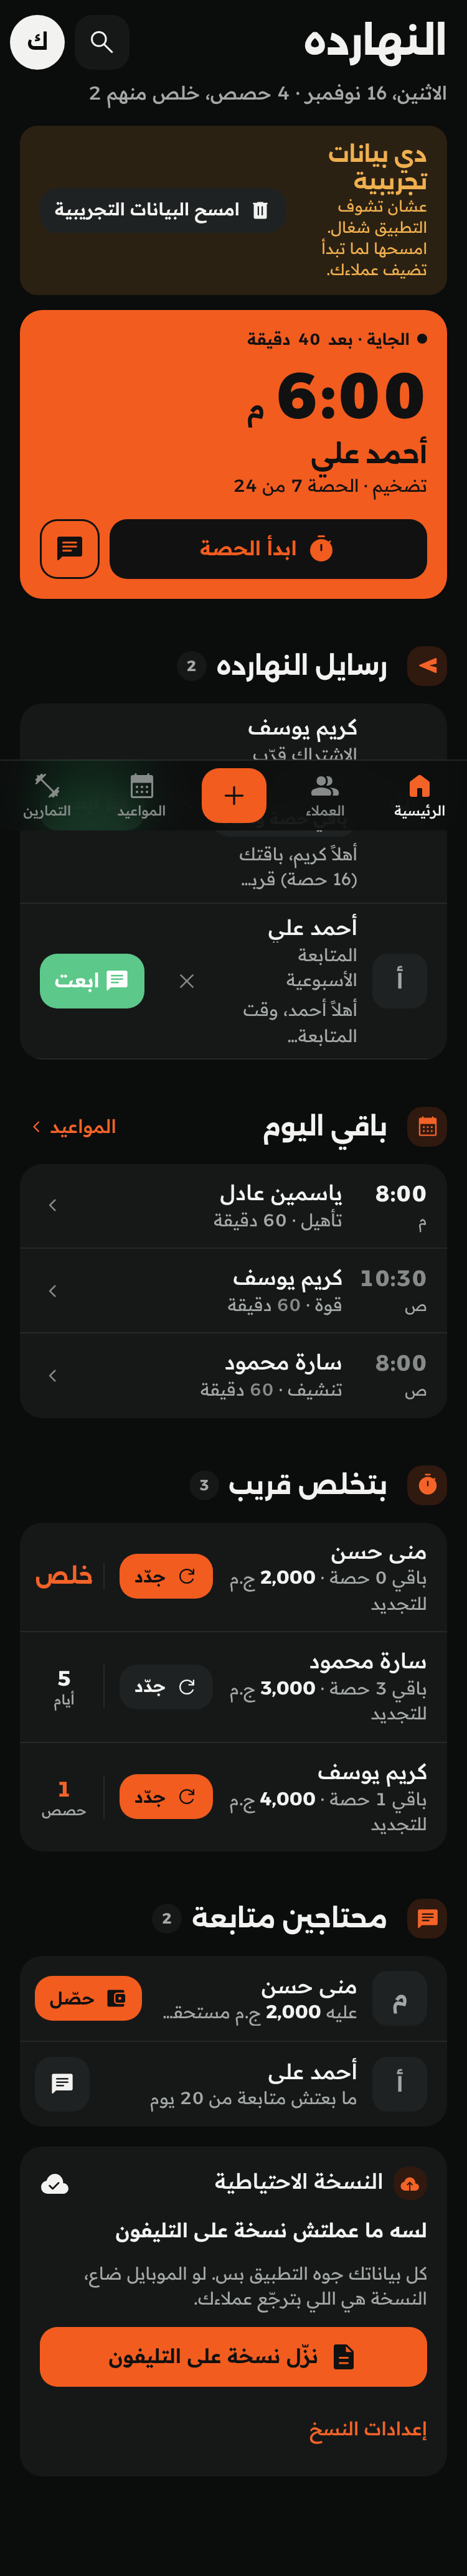 النهارده
ك
الاثنين، 16 نوفمبر · 4 حصص، خلص منهم 2
دي بيانات
تجريبية
عشان تشوف
التطبيق شغال.
امسحها لما تبدأ
تضيف عملاءك.
امسح البيانات التجريبية
الجاية · بعد 40 دقيقة
6:00 م
أحمد علي
تضخيم · الحصة 7 من 24
ابدأ الحصة
رسايل النهارده 2
كريم يوسف
الاشتراك قرّب
الرئيسية
العملاء
المواعيد
التمارين
أهلاً كريم، باقتك
(16 حصة) قربـ...
أ
أحمد علي
المتابعة
الأسبوعية
أهلاً أحمد، وقت
المتابعة...
ابعت
باقي اليوم
المواعيد
8:00 م
ياسمين عادل
تأهيل · 60 دقيقة
10:30 ص
كريم يوسف
قوة · 60 دقيقة
8:00 ص
سارة محمود
تنشيف · 60 دقيقة
بتخلص قريب 3
منى حسن
باقي 0 حصة · 2,000 ج.م
للتجديد
جدّد
خلص
سارة محمود
باقي 3 حصة · 3,000 ج.م
للتجديد
جدّد
5
أيام
كريم يوسف
باقي 1 حصة · 4,000 ج.م
للتجديد
جدّد
1
حصص
محتاجين متابعة 2
م
منى حسن
عليه 2,000 ج.م مستحقـ...
حصّل
أ
أحمد علي
ما بعتش متابعة من 20 يوم
النسخة الاحتياطية
لسه ما عملتش نسخة على التليفون
كل بياناتك جوه التطبيق بس. لو الموبايل ضاع،
النسخة هي اللي بترجّع عملاءك.
نزّل نسخة على التليفون
إعدادات النسخ